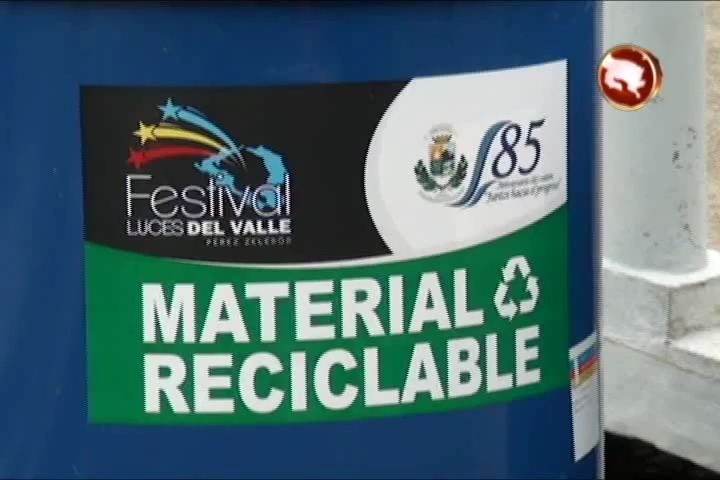 Festival
LUCES DEL VALLE
PÉREZ ZELEDÓN
85
MATERIAL
RECICLABLE